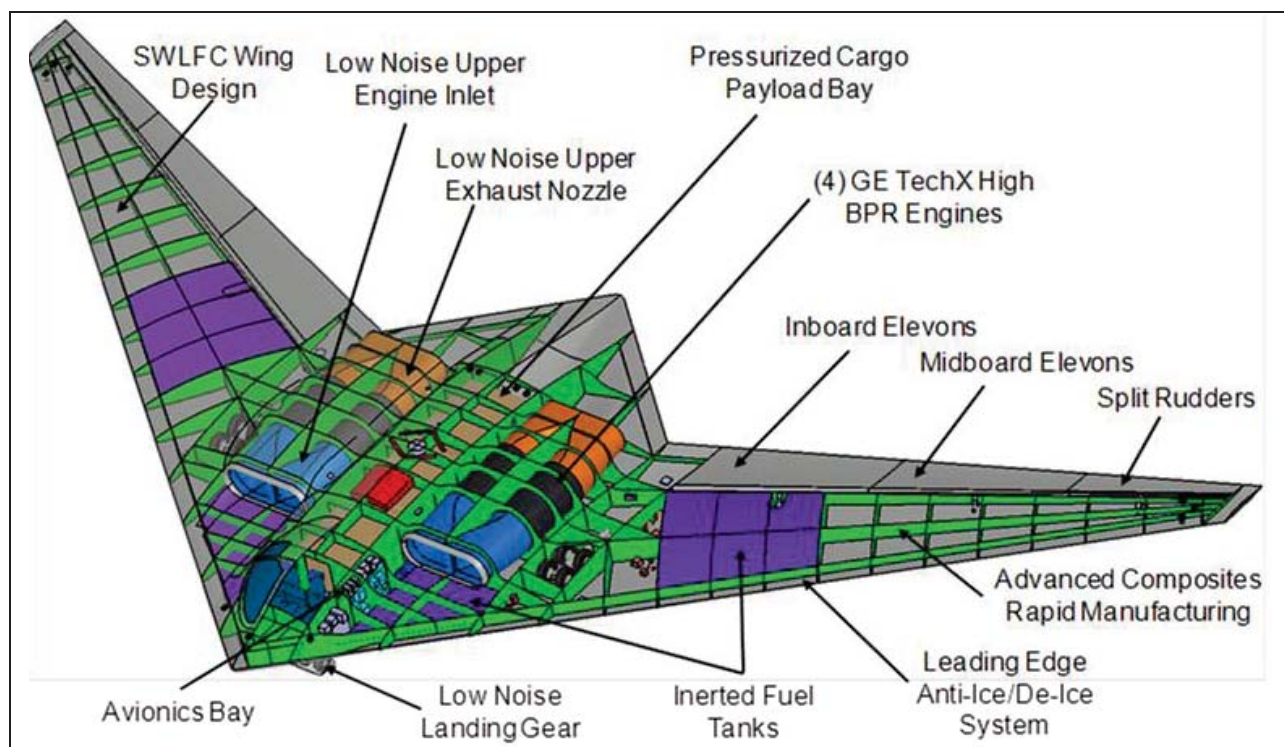 SWLFC Wing
Design
Low Noise Upper
Engine Inlet
Pressurized Cargo
Payload Bay
Low Noise Upper
Exhaust Nozzle
(4) GE TechX High
BPR Engines
Inboard Elevons
Midboard Elevons
Split Rudders
Advanced Composites
Rapid Manufacturing
Leading Edge
Anti-Ice/De-Ice
System
Inerted Fuel
Tanks
Low Noise
Landing Gear
Avionics Bay